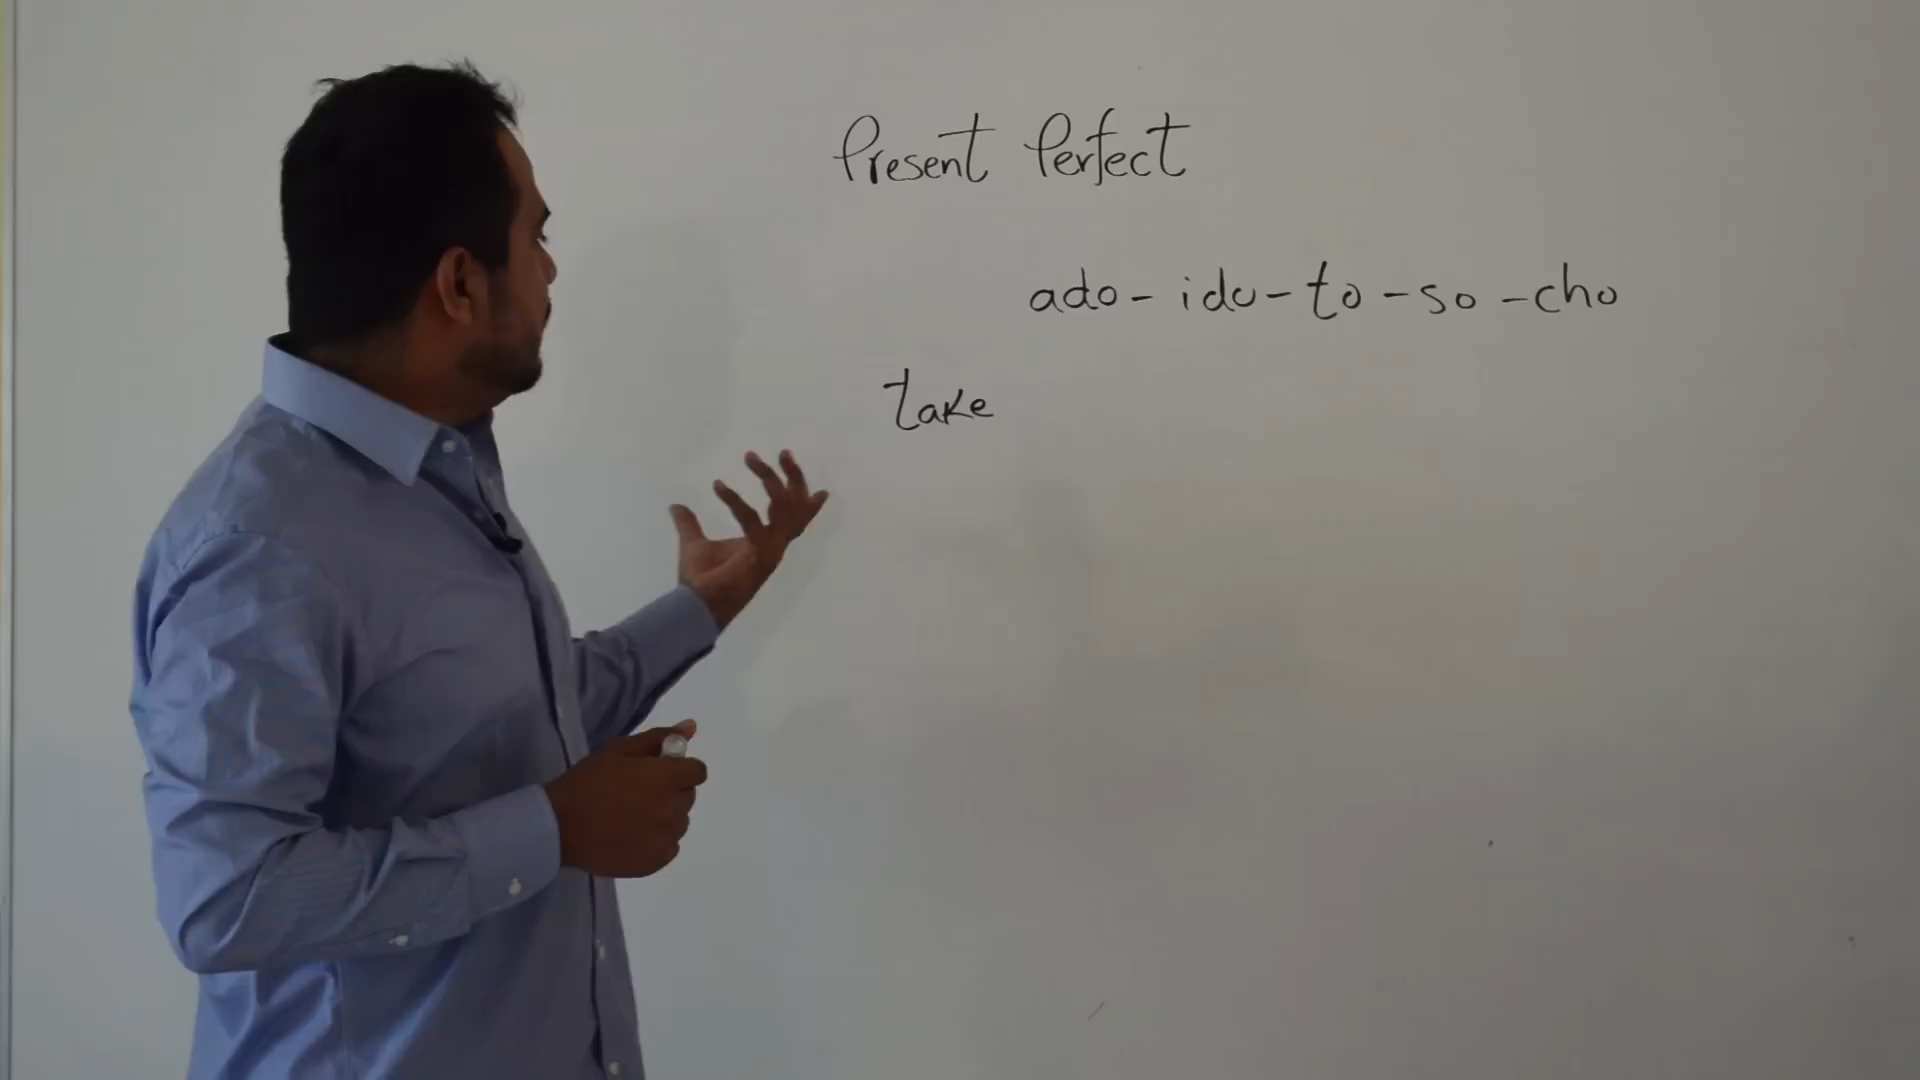 Present Perfect
ado - ido - to - so - cho
take